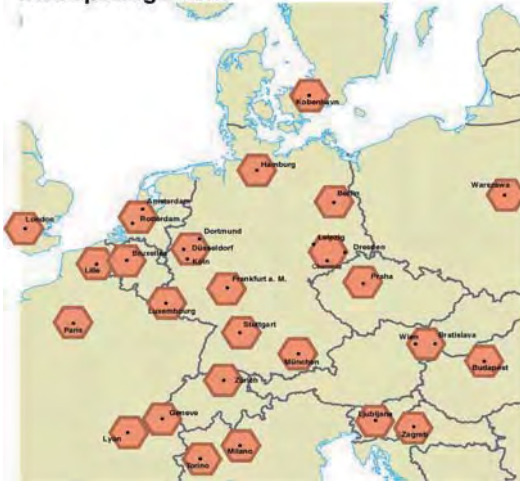 Kobenhavn
Hamburg
Berlin
Warszawa
Amsterdam
London
Rotterdam
Dortmund
Leipzig
Düsseldorf
Dresden
Bruxelles
Köln
Lille
Frankfurt a. M.
Praha
Luxembourg
Paris
Stuttgart
Wien
Bratislava
München
Budapest
Zürich
Geneve
Ljubljana
Lyon
Zagreb
Milano
Torino